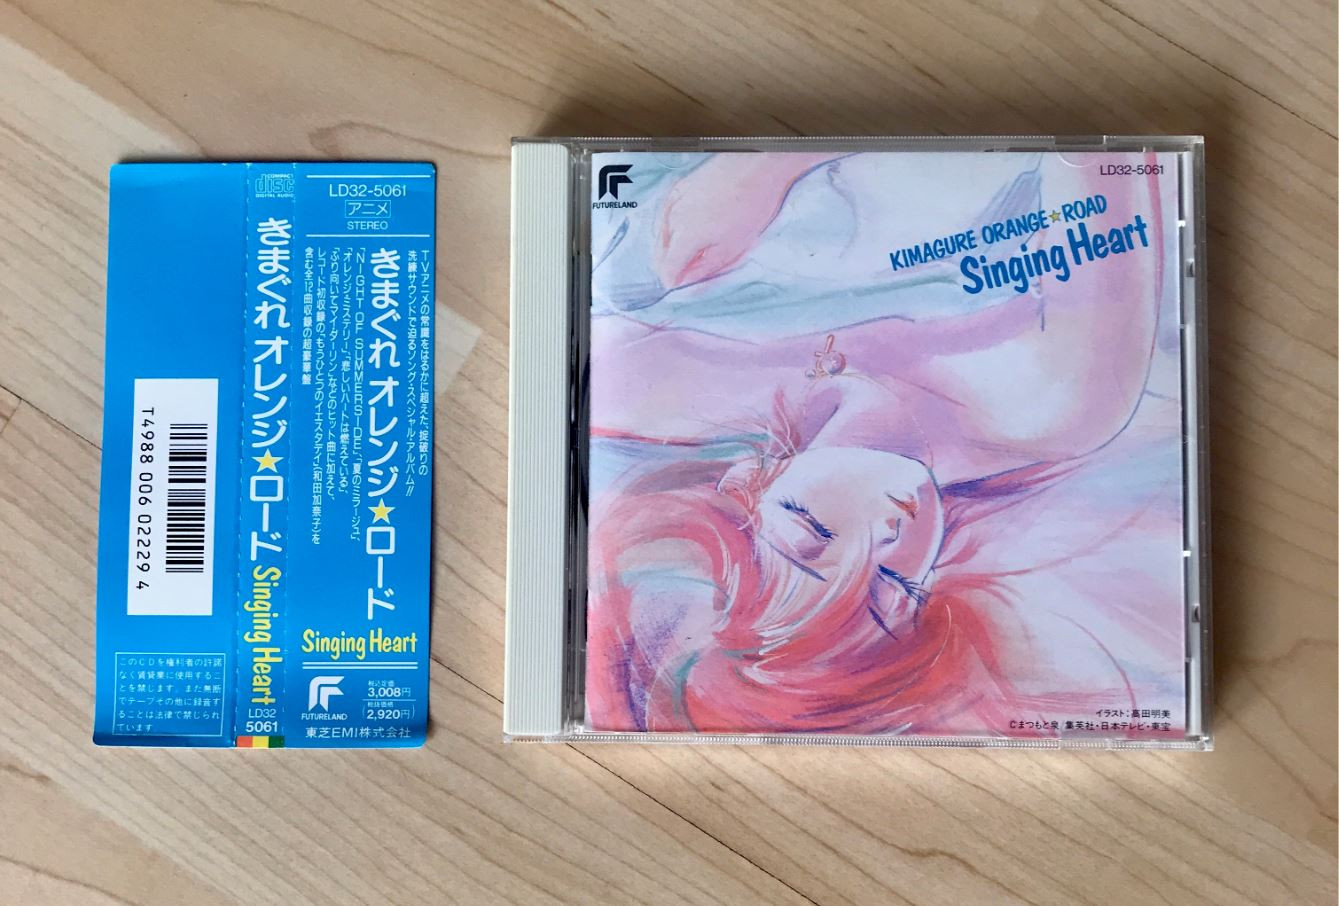 T4988 006 02229 4
このCDを権利者の許諾
なく賃貸業に使用するこ
とを禁じます。また無断
でテープその他に録音す
ることは法律で禁じられ
ています。
COMPACT
disc
DIGITAL AUDIO
きまぐれ オレンジ★ロード Singing Heart
LD32
5061
LD32-5061
アニメ
STEREO
TVアニメの常識をはるかに超えた、掟破りの
洗練サウンドで迫るソング・スペシャル・アルバム!!
きまぐれ オレンジ★ロード
Singing Heart
「NIGHT OF SUMMER SIDE」、「夏のミラージュ」、
「オレンジ・ミステリー」、「悲しいハートは燃えている」、
「ふり向いてマイダーリン」などのヒット曲に加えて、
レコード初収録の「もうひとつのイエスタデイ」(和田加奈子)を
含む全12曲収録の超豪華盤
FUTURELAND
税込定価
3,008円
税抜価格
(2,920円)
東芝EMI株式会社
FUTURELAND
LD32-5061
KIMAGURE ORANGE★ROAD
Singing Heart
イラスト:高田明美
©まつもと泉/集英社・日本テレビ・東宝